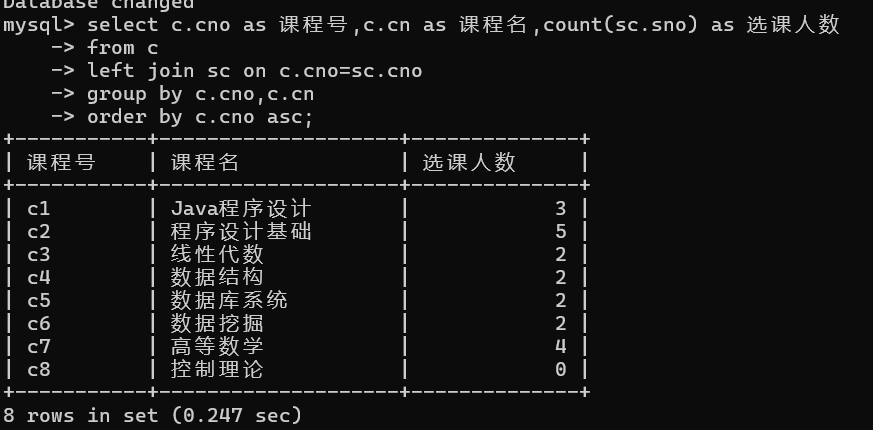 Database changed
mysql> select c.cno as 课程号,c.cn as 课程名,count(sc.sno) as 选课人数
    -> from c
    -> left join sc on c.cno=sc.cno
    -> group by c.cno,c.cn
    -> order by c.cno asc;
+-----------+--------------------+--------------+
| 课程号    | 课程名             | 选课人数     |
+-----------+--------------------+--------------+
| c1        | Java程序设计       |            3 |
| c2        | 程序设计基础       |            5 |
| c3        | 线性代数           |            2 |
| c4        | 数据结构           |            2 |
| c5        | 数据库系统         |            2 |
| c6        | 数据挖掘           |            2 |
| c7        | 高等数学           |            4 |
| c8        | 控制理论           |            0 |
+-----------+--------------------+--------------+
8 rows in set (0.247 sec)